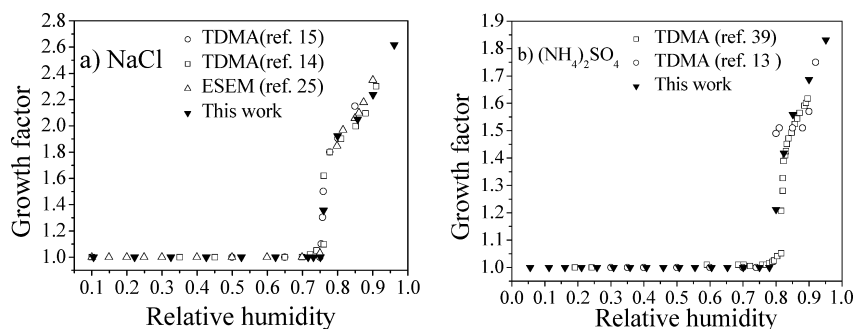 a) NaCl
TDMA(ref. 15)
TDMA(ref. 14)
ESEM (ref. 25)
This work
Growth factor
2.8
2.6
2.4
2.2
2.0
1.8
1.6
1.4
1.2
1.0
0.1 0.2 0.3 0.4 0.5 0.6 0.7 0.8 0.9 1.0
Relative humidity
b) (NH4)2SO4
TDMA (ref. 39)
TDMA (ref. 13 )
This work
Growth factor
1.9
1.8
1.7
1.6
1.5
1.4
1.3
1.2
1.1
1.0
0.0 0.1 0.2 0.3 0.4 0.5 0.6 0.7 0.8 0.9 1.0
Relative humidity